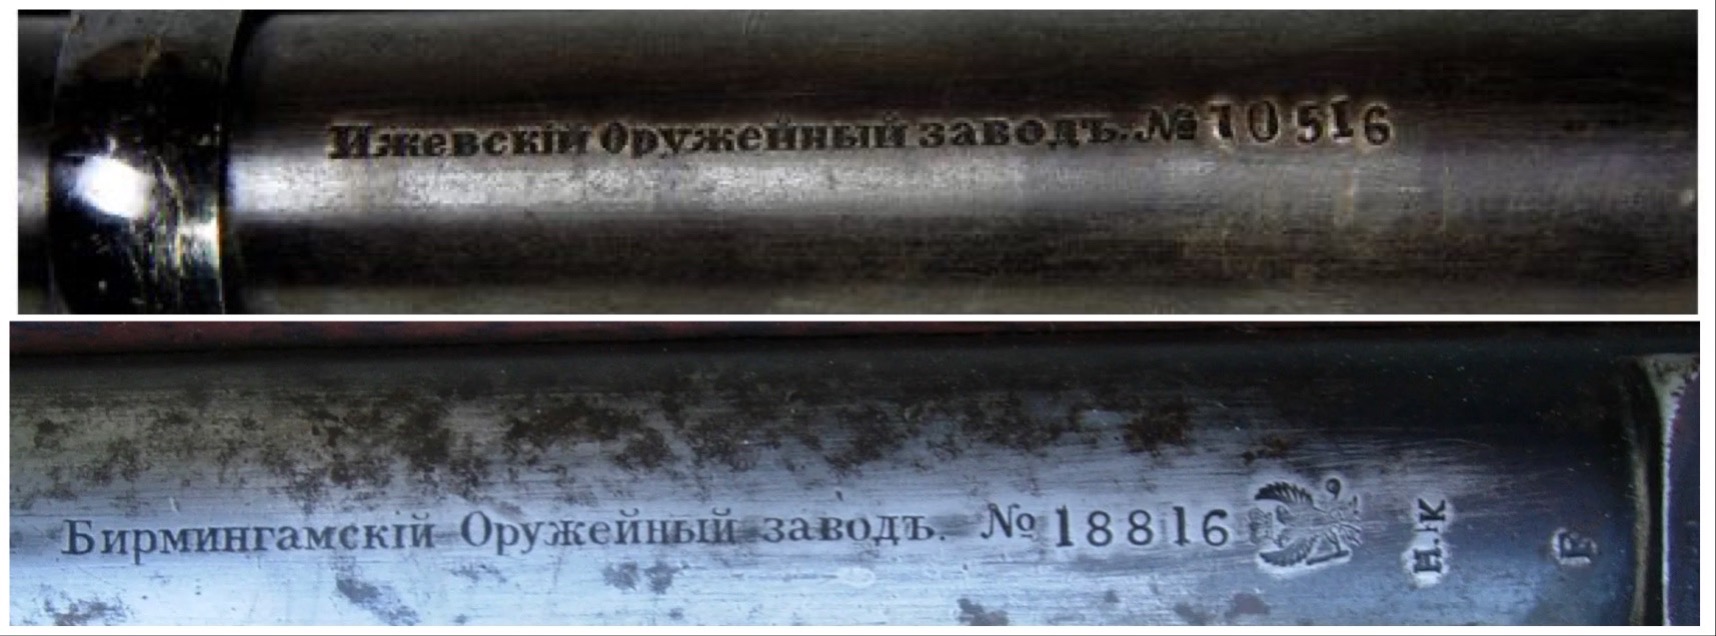 Ижевскій Оружейный заводъ. № 10516
Бирмингамскій Оружейный заводъ. № 18816
Н.К
В